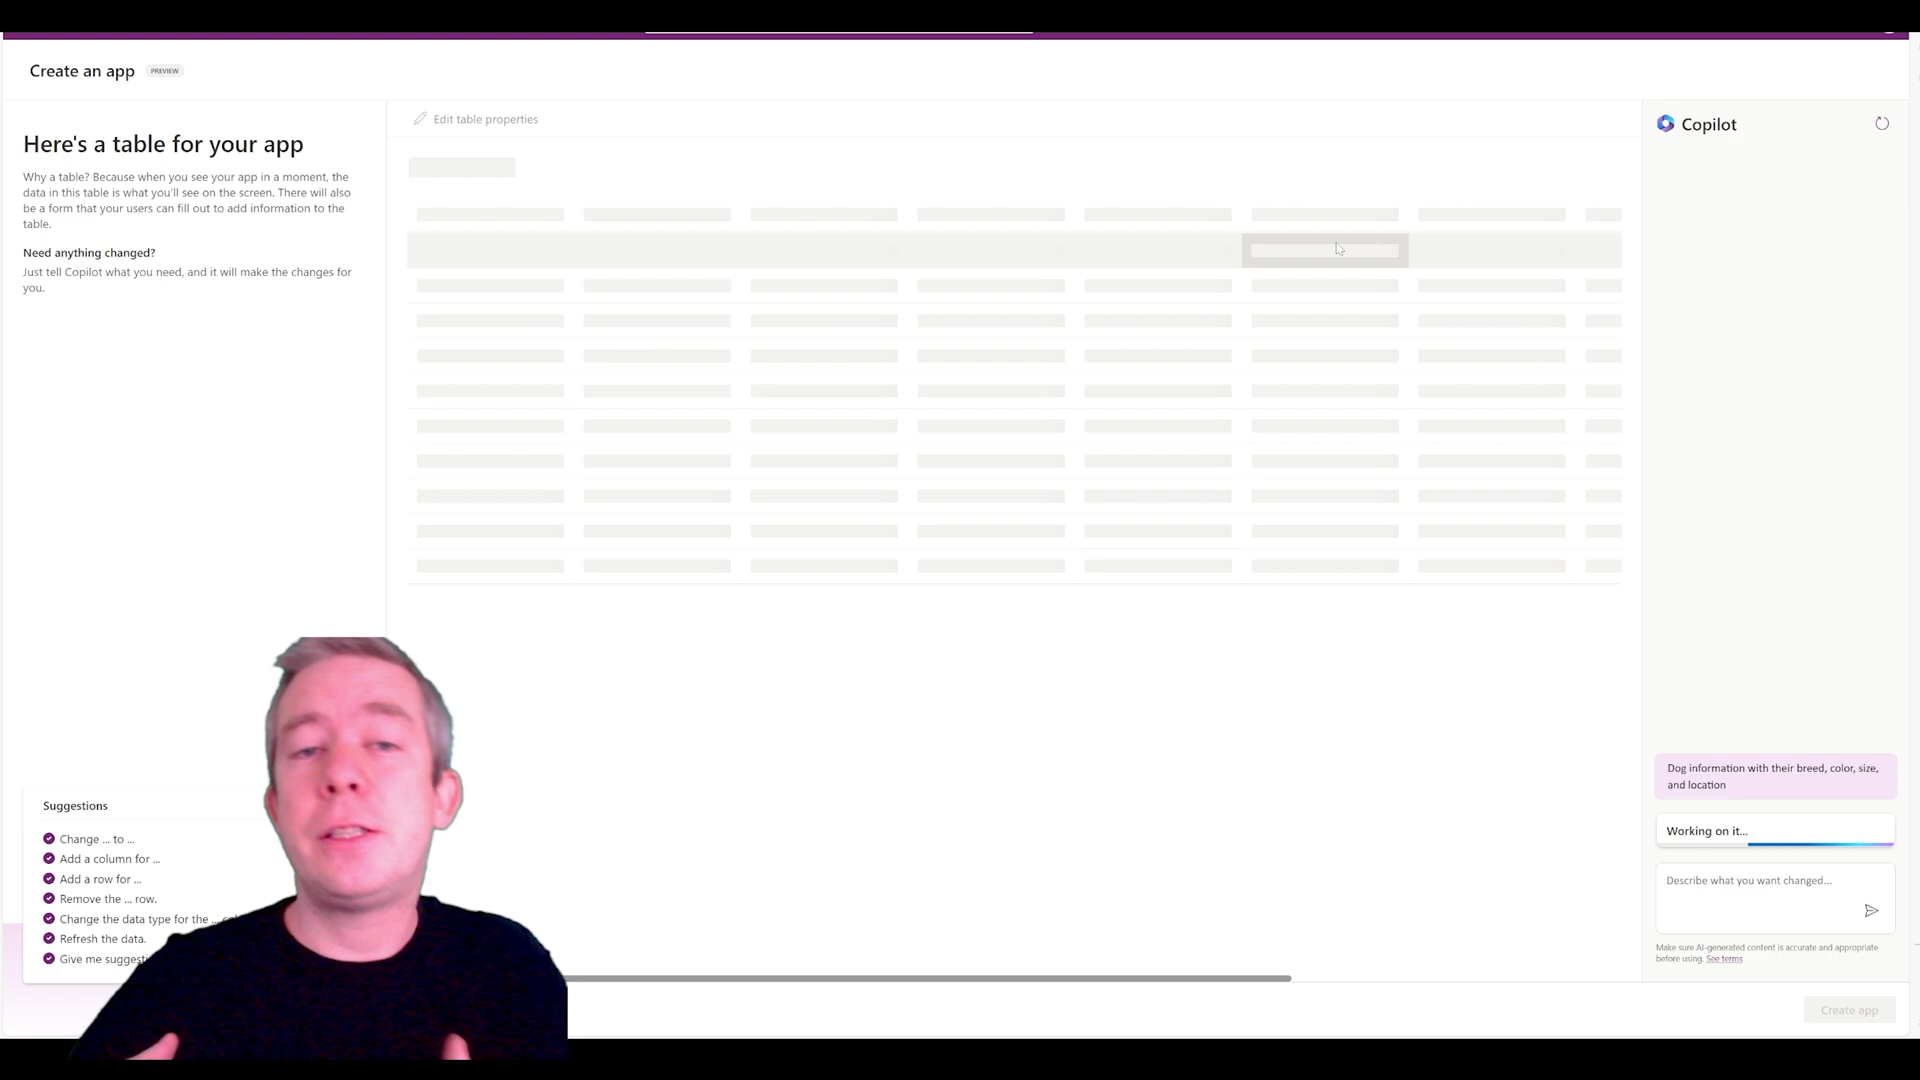 Create an app PREVIEW
Edit table properties
Copilot
Here's a table for your app
Why a table? Because when you see your app in a moment, the
data in this table is what you'll see on the screen. There will also
be a form that your users can fill out to add information to the
table.
Need anything changed?
Just tell Copilot what you need, and it will make the changes for
you.
Suggestions
Change ... to ...
Add a column for ...
Add a row for ...
Remove the ... row.
Change the data type for the ...
Refresh the data.
Give me
Dog information with their breed, color, size,
and location
Working on it...
Describe what you want changed...
Make sure AI-generated content is accurate and appropriate
before using. See terms
Create app